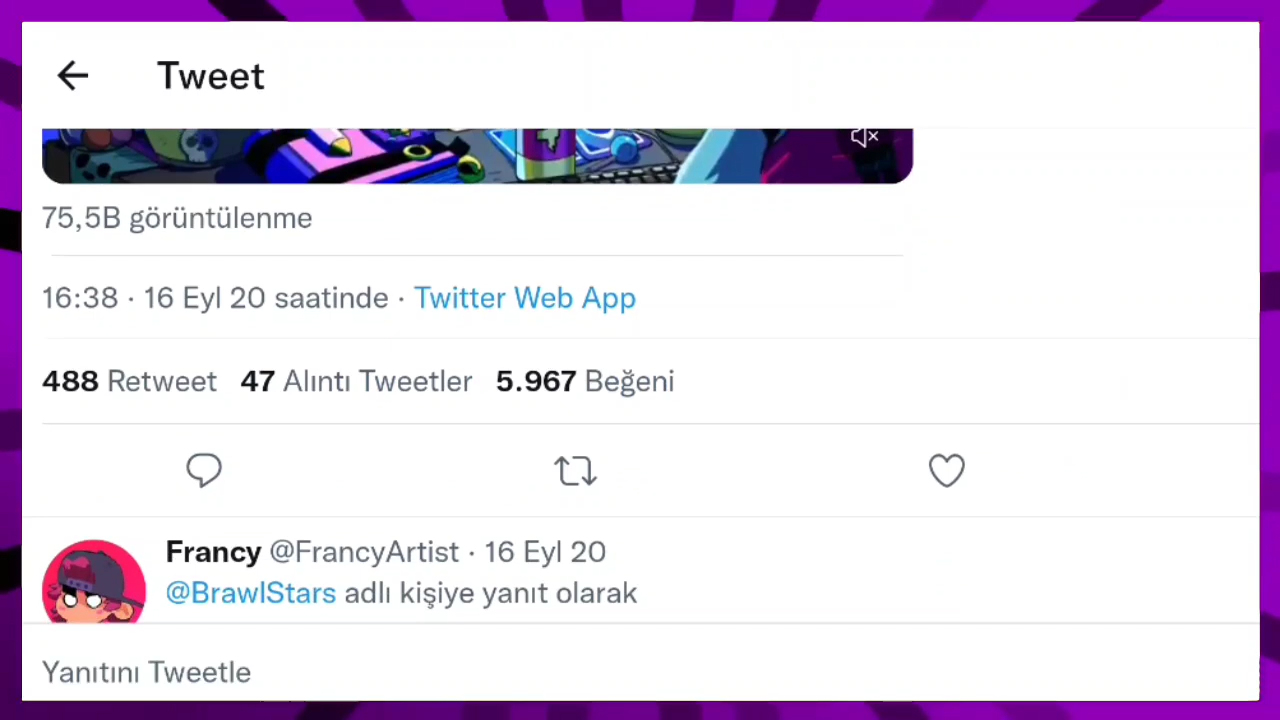 Tweet
75,5B görüntülenme
16:38 · 16 Eyl 20 saatinde · Twitter Web App
488 Retweet 47 Alıntı Tweetler 5.967 Beğeni
Francy @FrancyArtist · 16 Eyl 20
@BrawlStars adlı kişiye yanıt olarak
Yanıtını Tweetle